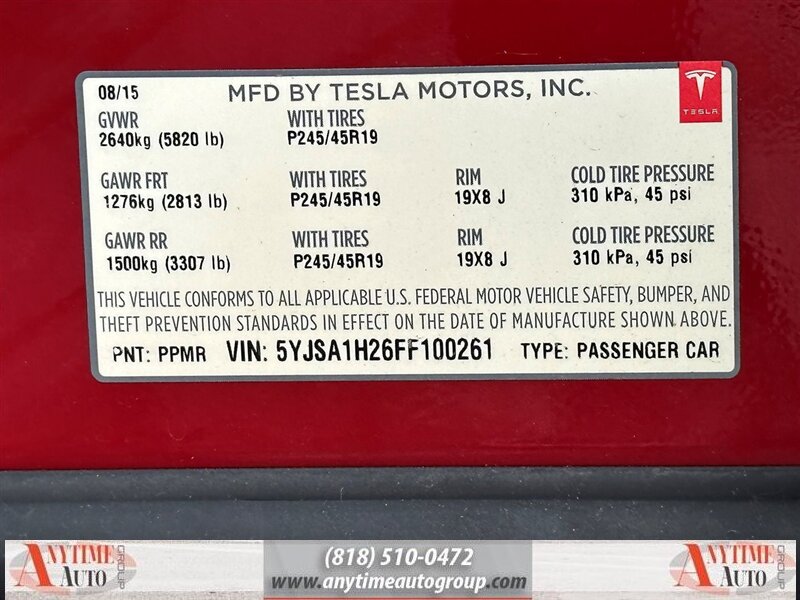 08/15 MFD BY TESLA MOTORS, INC.
TESLA
GVWR WITH TIRES
2640kg (5820 lb) P245/45R19
GAWR FRT WITH TIRES RIM COLD TIRE PRESSURE
1276kg (2813 lb) P245/45R19 19X8 J 310 kPa, 45 psi
GAWR RR WITH TIRES RIM COLD TIRE PRESSURE
1500kg (3307 lb) P245/45R19 19X8 J 310 kPa, 45 psi
THIS VEHICLE CONFORMS TO ALL APPLICABLE U.S. FEDERAL MOTOR VEHICLE SAFETY, BUMPER, AND
THEFT PREVENTION STANDARDS IN EFFECT ON THE DATE OF MANUFACTURE SHOWN ABOVE.
PNT: PPMR VIN: 5YJSA1H26FF100261 TYPE: PASSENGER CAR
ANYTIME AUTO GROUP
(818) 510-0472
www.anytimeautogroup.com
ANYTIME AUTO GROUP